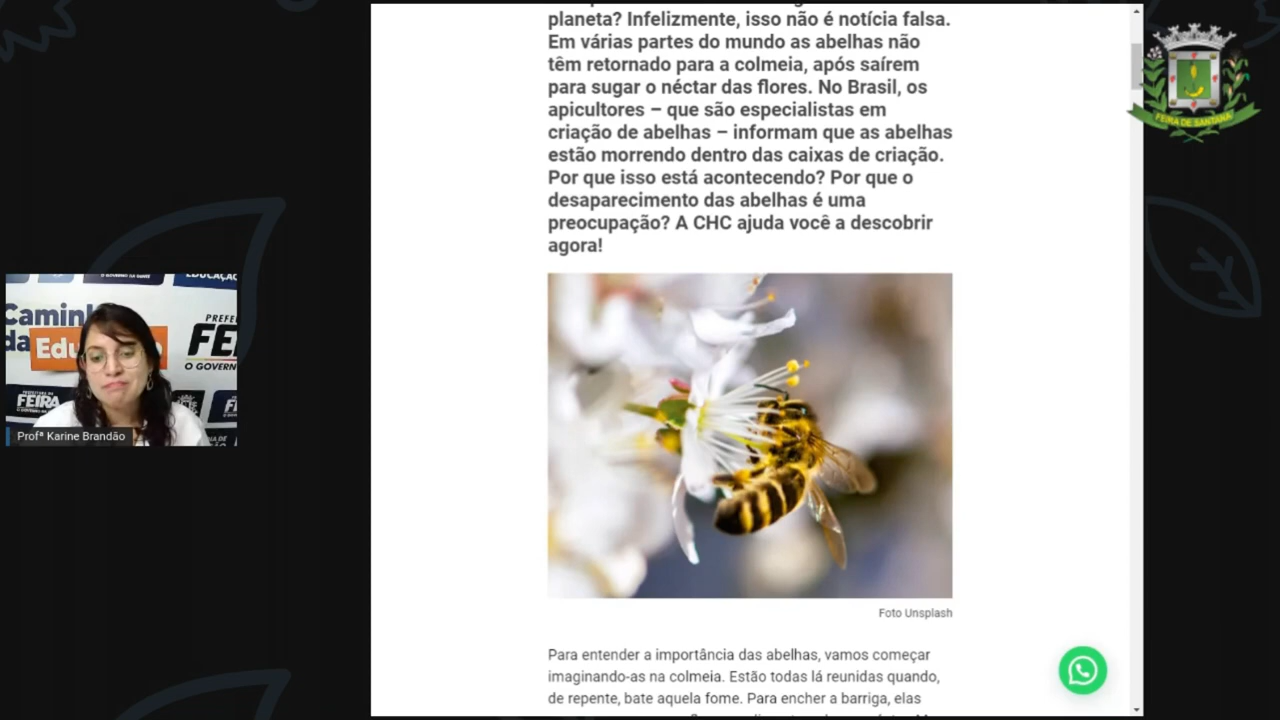 planeta? Infelizmente, isso não é notícia falsa.
Em várias partes do mundo as abelhas não
têm retornado para a colmeia, após saírem
para sugar o néctar das flores. No Brasil, os
apicultores – que são especialistas em
criação de abelhas – informam que as abelhas
estão morrendo dentro das caixas de criação.
Por que isso está acontecendo? Por que o
desaparecimento das abelhas é uma
preocupação? A CHC ajuda você a descobrir
agora!
Foto Unsplash
Para entender a importância das abelhas, vamos começar
imaginando-as na colmeia. Estão todas lá reunidas quando,
de repente, bate aquela fome. Para encher a barriga, elas
FEIRA DE SANTANA
EDUCAÇÃO
da
Edu
O GOVERN
FEIRA
Profª Karine Brandão